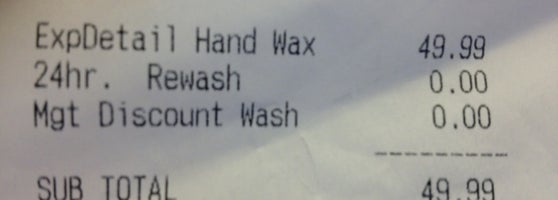 ExpDetail Hand Wax 49.99
24hr. Rewash 0.00
Mgt Discount Wash 0.00
SUB TOTAL 49.99